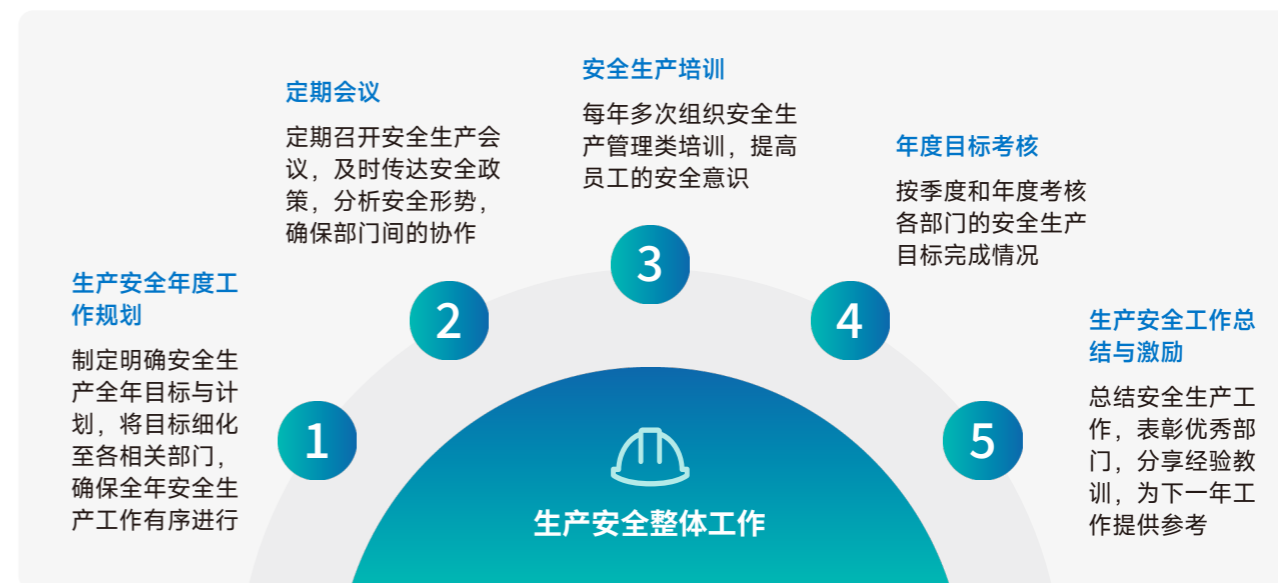 生产安全年度工
作规划
制定明确安全生
产全年目标与计
划，将目标细化
至各相关部门，
确保全年安全生
产工作有序进行
1
定期会议
定期召开安全生产会
议，及时传达安全政
策，分析安全形势，
确保部门间的协作
2
安全生产培训
每年多次组织安全生
产管理类培训，提高
员工的安全意识
3
年度目标考核
按季度和年度考核
各部门的安全生产
目标完成情况
4
生产安全工作总
结与激励
总结安全生产工
作，表彰优秀部
门，分享经验教
训，为下一年工
作提供参考
5
生产安全整体工作